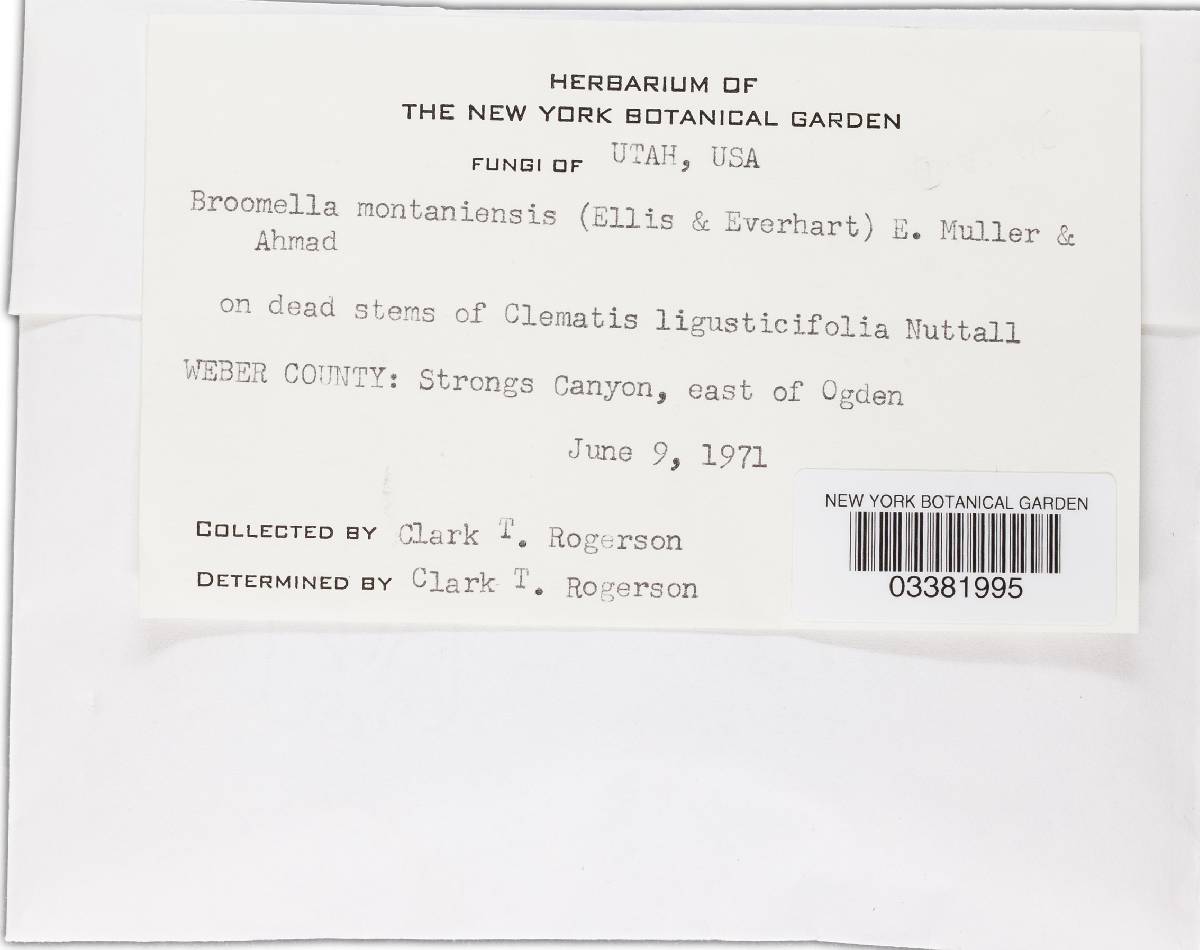 HERBARIUM OF
THE NEW YORK BOTANICAL GARDEN
FUNGI OF UTAH, USA
Broomella montaniensis (Ellis & Everhart) E. Muller &
Ahmad
on dead stems of Clematis ligusticifolia Nuttall
WEBER COUNTY: Strongs Canyon, east of Ogden
June 9, 1971
COLLECTED BY Clark T. Rogerson
DETERMINED BY Clark T. Rogerson
NEW YORK BOTANICAL GARDEN
03381995